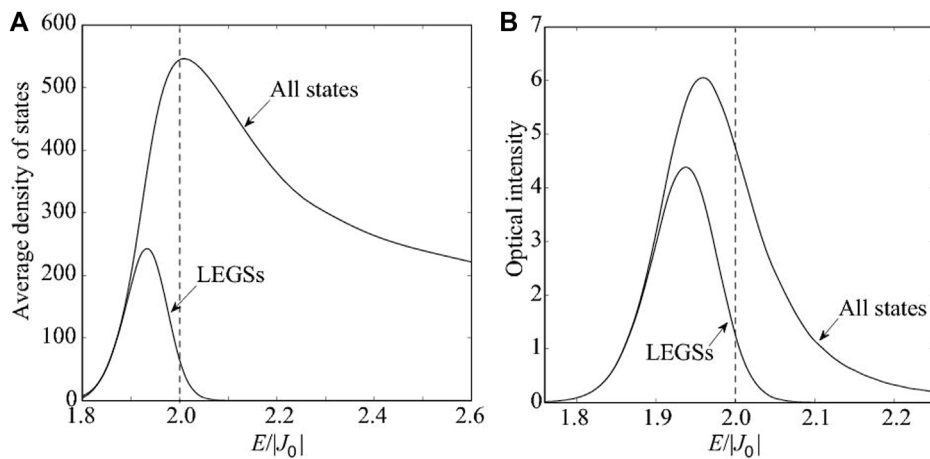 A
Average density of states
600
500
400
300
200
100
0
All states
LEGSs
1.8
2.0
2.2
2.4
2.6
E/|J₀|
B
Optical intensity
7
6
5
4
3
2
1
0
All states
LEGSs
1.8
1.9
2.0
2.1
2.2
E/|J₀|